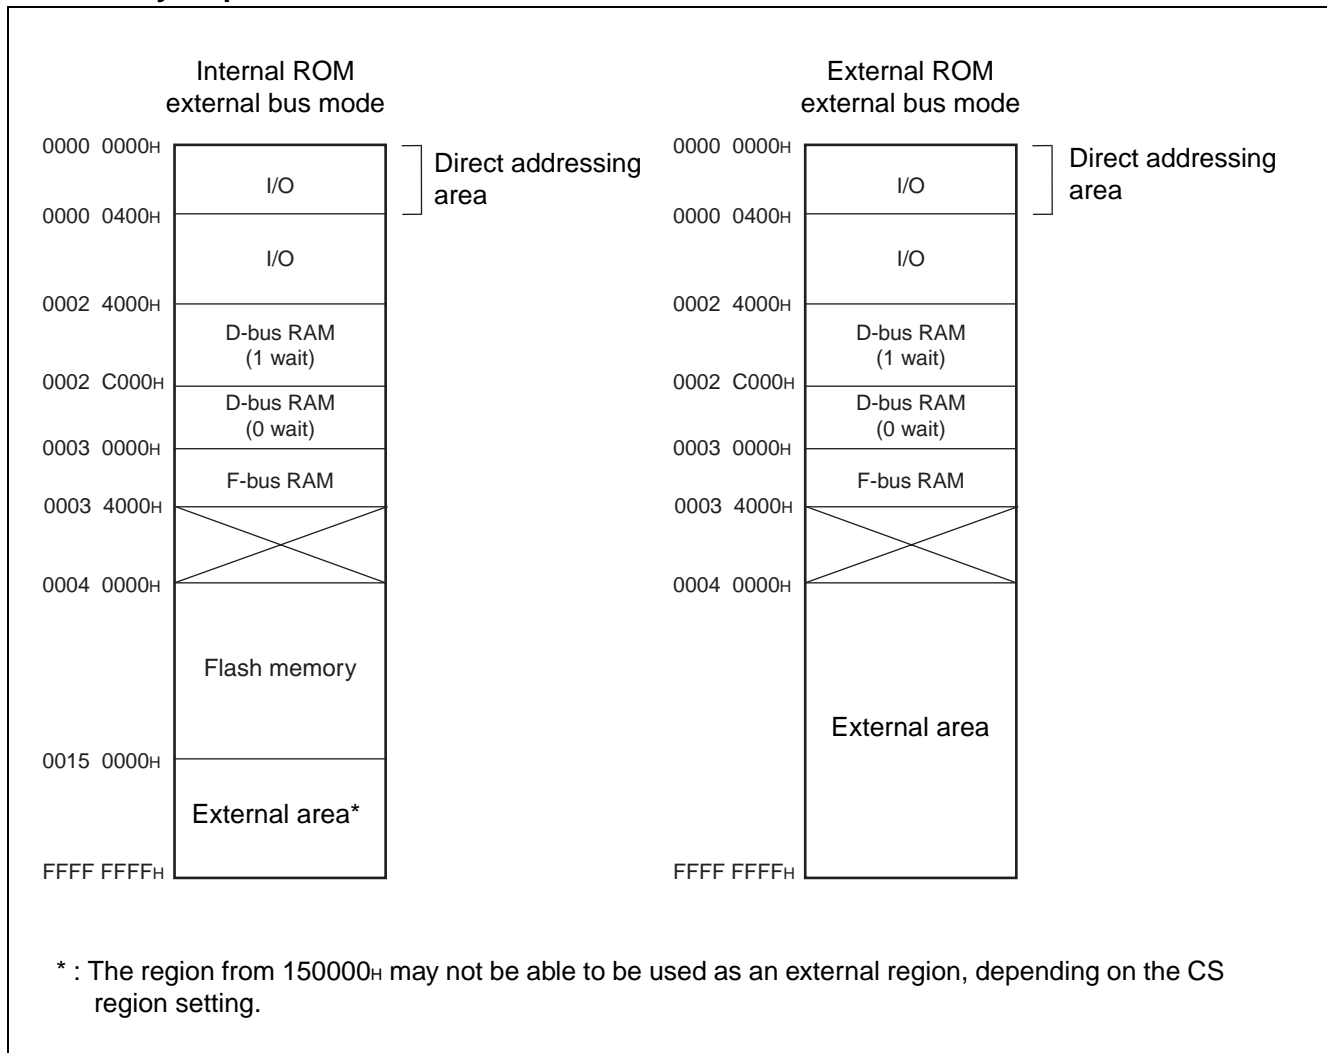 Internal ROM
external bus mode
0000 0000H
I/O
Direct addressing
area
0000 0400H
I/O
0002 4000H
D-bus RAM
(1 wait)
0002 C000H
D-bus RAM
(0 wait)
0003 0000H
F-bus RAM
0003 4000H
0004 0000H
Flash memory
0015 0000H
External area*
FFFF FFFFH
External ROM
external bus mode
0000 0000H
I/O
Direct addressing
area
0000 0400H
I/O
0002 4000H
D-bus RAM
(1 wait)
0002 C000H
D-bus RAM
(0 wait)
0003 0000H
F-bus RAM
0003 4000H
0004 0000H
External area
FFFF FFFFH
* : The region from 150000H may not be able to be used as an external region, depending on the CS
region setting.